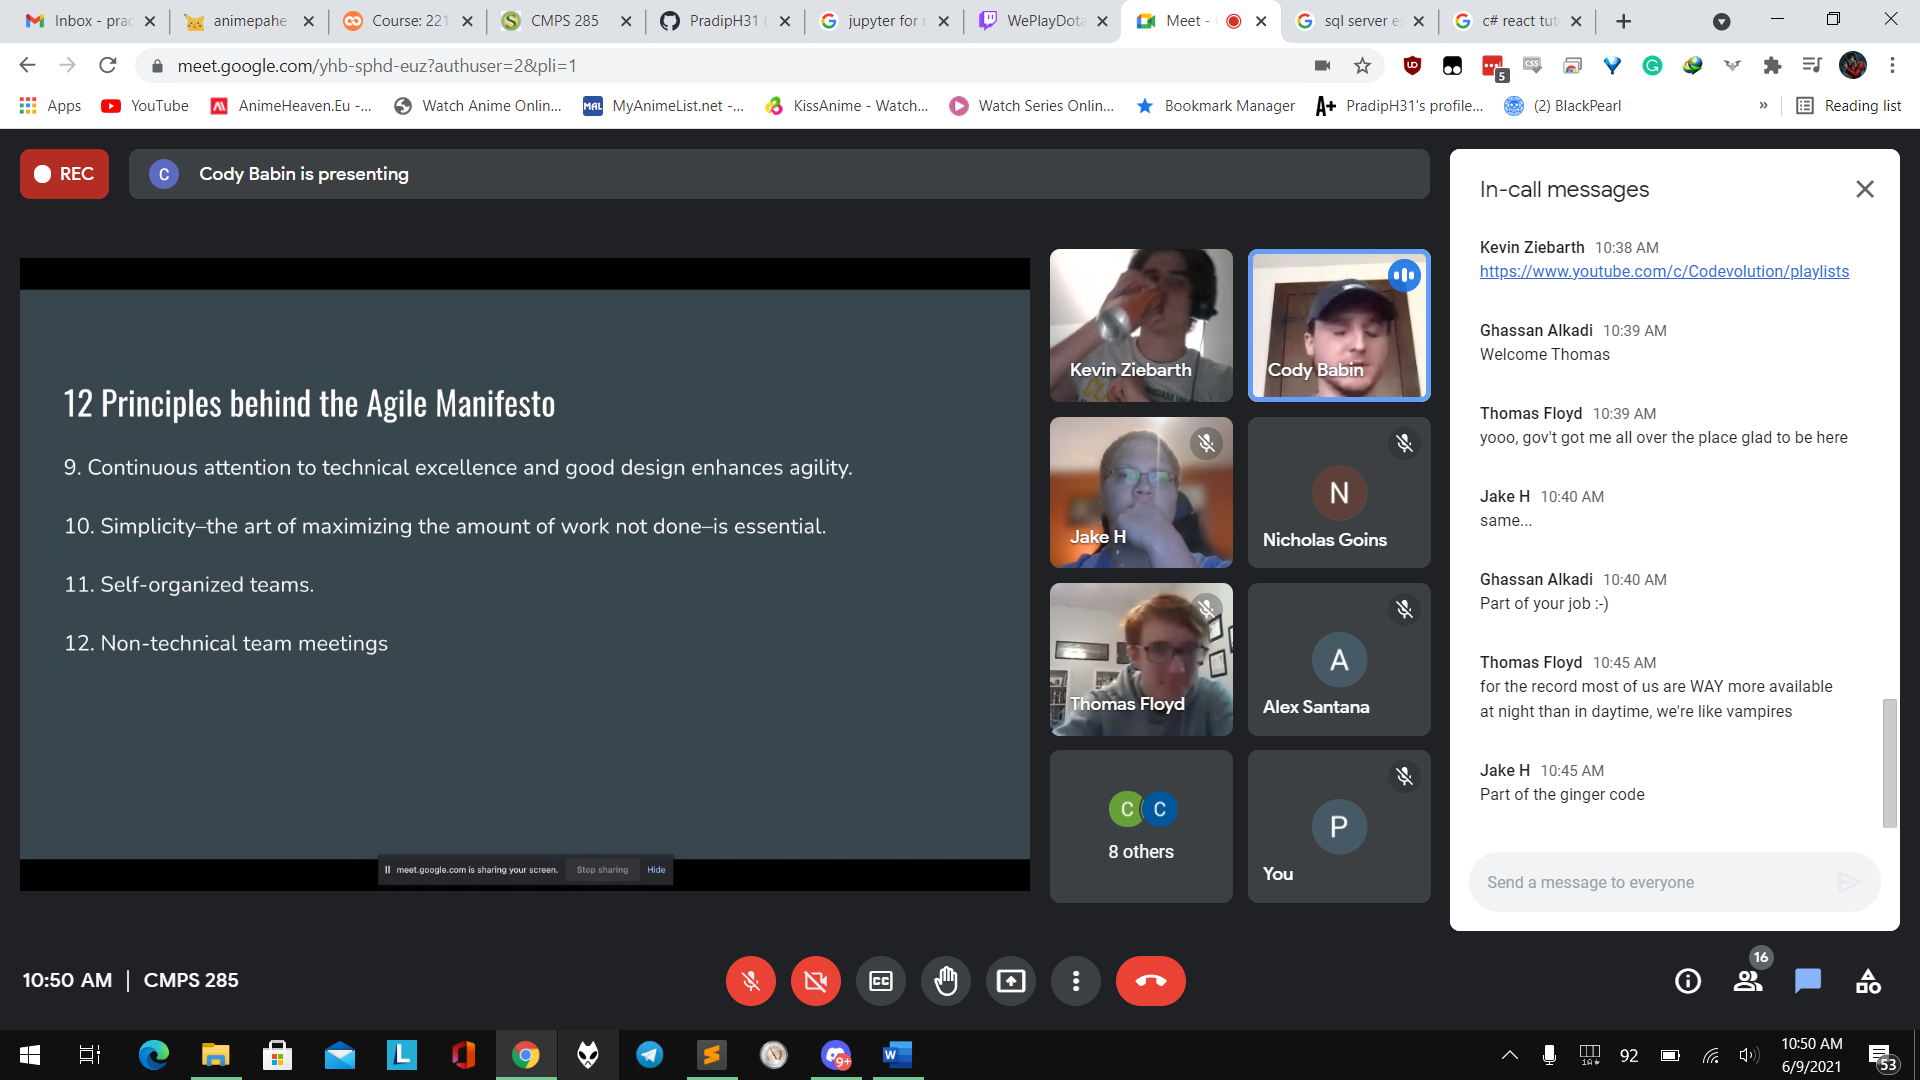 Inbox - prad
animepahe
Course: 221
CMPS 285
PradipH31 (
jupyter for r
WePlayDota
Meet -
sql server e
c# react tut
meet.google.com/yhb-sphd-euz?authuser=2&pli=1
5
Apps
YouTube
AnimeHeaven.Eu -...
Watch Anime Onlin...
MyAnimeList.net -...
KissAnime - Watch...
Watch Series Onlin...
Bookmark Manager
PradipH31's profile...
(2) BlackPearl
»
Reading list
REC
C
Cody Babin is presenting
12 Principles behind the Agile Manifesto
9. Continuous attention to technical excellence and good design enhances agility.
10. Simplicity–the art of maximizing the amount of work not done–is essential.
11. Self-organized teams.
12. Non-technical team meetings
meet.google.com is sharing your screen.
Stop sharing
Hide
Kevin Ziebarth
Cody Babin
Jake H
N
Nicholas Goins
Thomas Floyd
A
Alex Santana
C C
8 others
P
You
In-call messages
Kevin Ziebarth 10:38 AM
https://www.youtube.com/c/Codevolution/playlists
Ghassan Alkadi 10:39 AM
Welcome Thomas
Thomas Floyd 10:39 AM
yooo, gov't got me all over the place glad to be here
Jake H 10:40 AM
same...
Ghassan Alkadi 10:40 AM
Part of your job :-)
Thomas Floyd 10:45 AM
for the record most of us are WAY more available
at night than in daytime, we're like vampires
Jake H 10:45 AM
Part of the ginger code
Send a message to everyone
10:50 AM | CMPS 285
16
92
10:50 AM
6/9/2021
53
9+